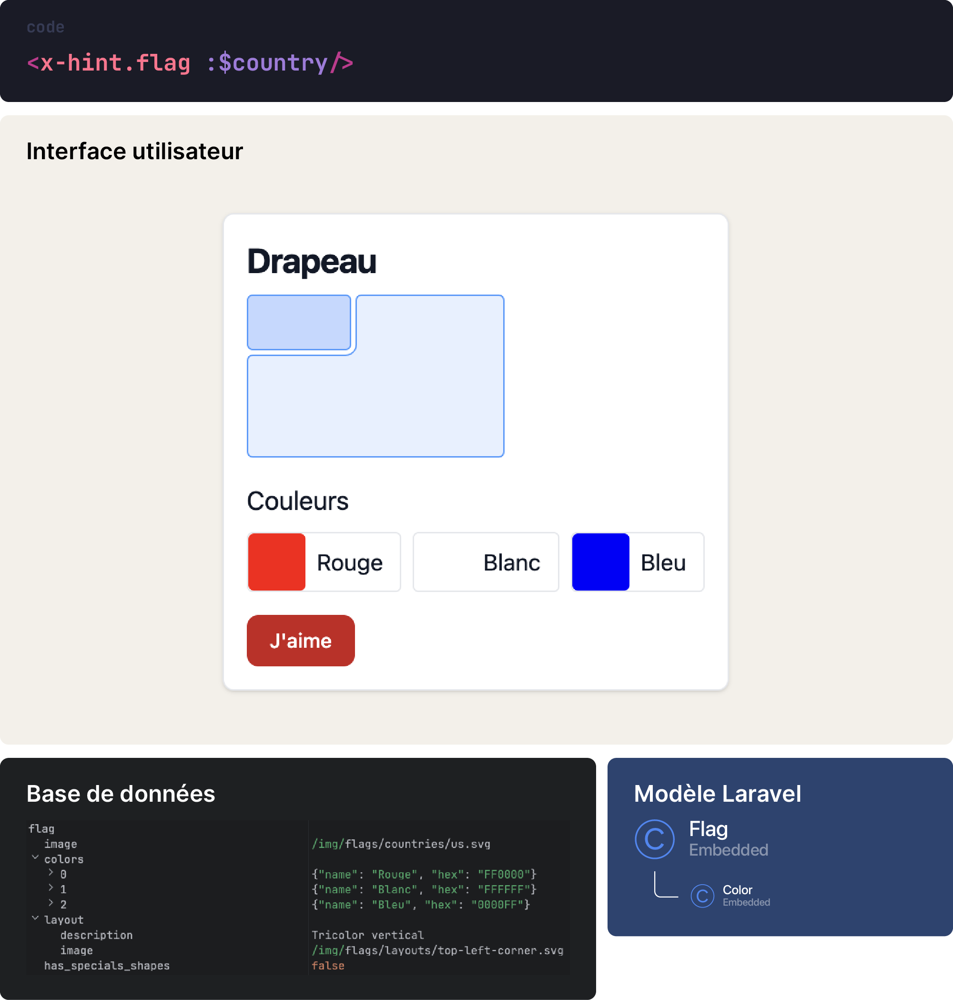 code
<x-hint.flag :$country/>
Interface utilisateur
Drapeau
Couleurs
Rouge
Blanc
Bleu
J'aime
Base de données
flag
image /img/flags/countries/us.svg
colors
0 {"name": "Rouge", "hex": "FF0000"}
1 {"name": "Blanc", "hex": "FFFFFF"}
2 {"name": "Bleu", "hex": "0000FF"}
layout
description Tricolor vertical
image /img/flags/layouts/top-left-corner.svg
has_specials_shapes false
Modèle Laravel
C
Flag
Embedded
C
Color
Embedded